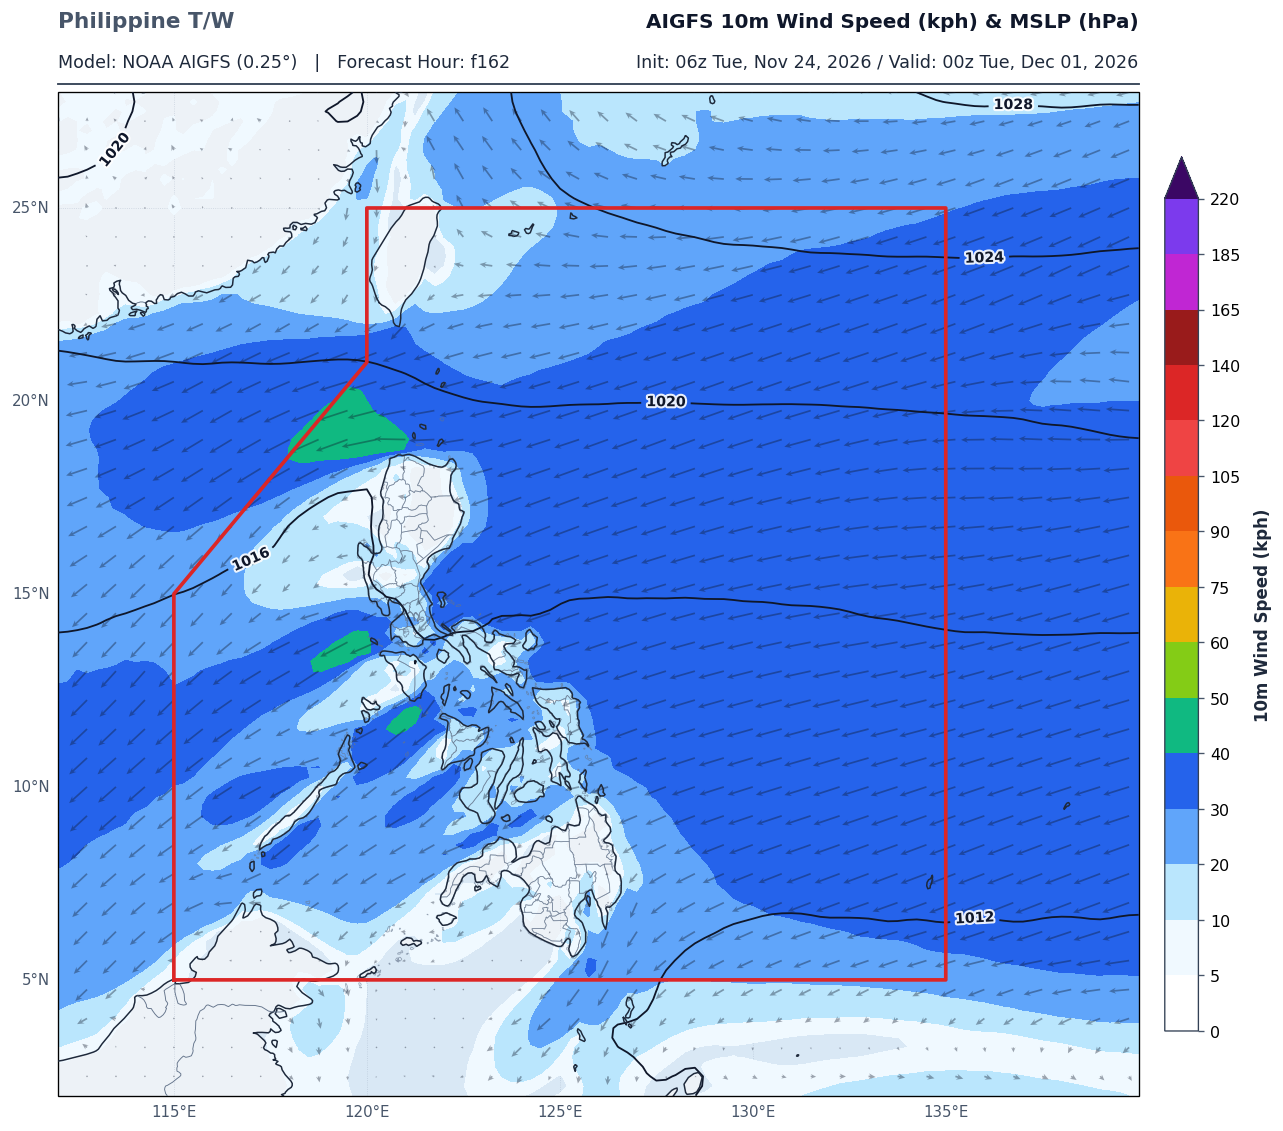 Philippine T/W
AIGFS 10m Wind Speed (kph) & MSLP (hPa)
Model: NOAA AIGFS (0.25°)   |   Forecast Hour: f162
Init: 06z Tue, Nov 24, 2026 / Valid: 00z Tue, Dec 01, 2026
1028
1020
1024
1020
1016
1012
25°N
20°N
15°N
10°N
5°N
115°E
120°E
125°E
130°E
135°E
220
185
165
140
120
105
90
75
60
50
40
30
20
10
5
0
10m Wind Speed (kph)